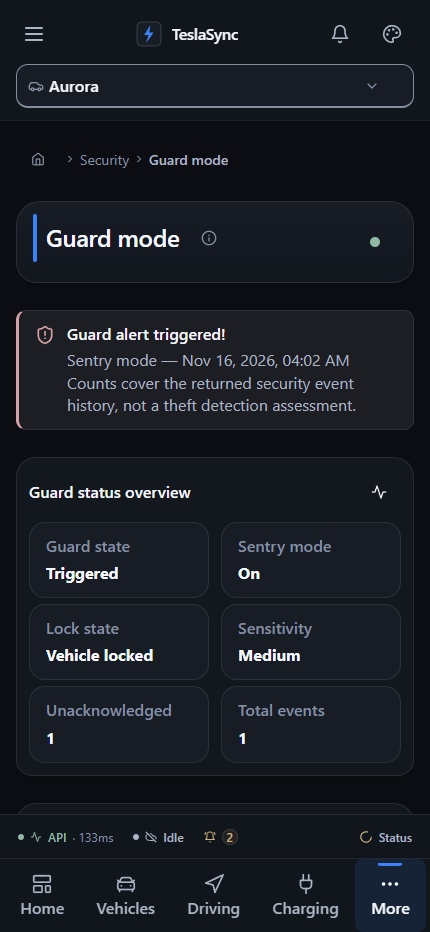 TeslaSync
Aurora
Security
Guard mode
Guard mode
Guard alert triggered!
Sentry mode — Nov 16, 2026, 04:02 AM
Counts cover the returned security event
history, not a theft detection assessment.
Guard status overview
Guard state
Triggered
Sentry mode
On
Lock state
Vehicle locked
Sensitivity
Medium
Unacknowledged
1
Total events
1
API · 133ms
Idle
2
Status
Home
Vehicles
Driving
Charging
More